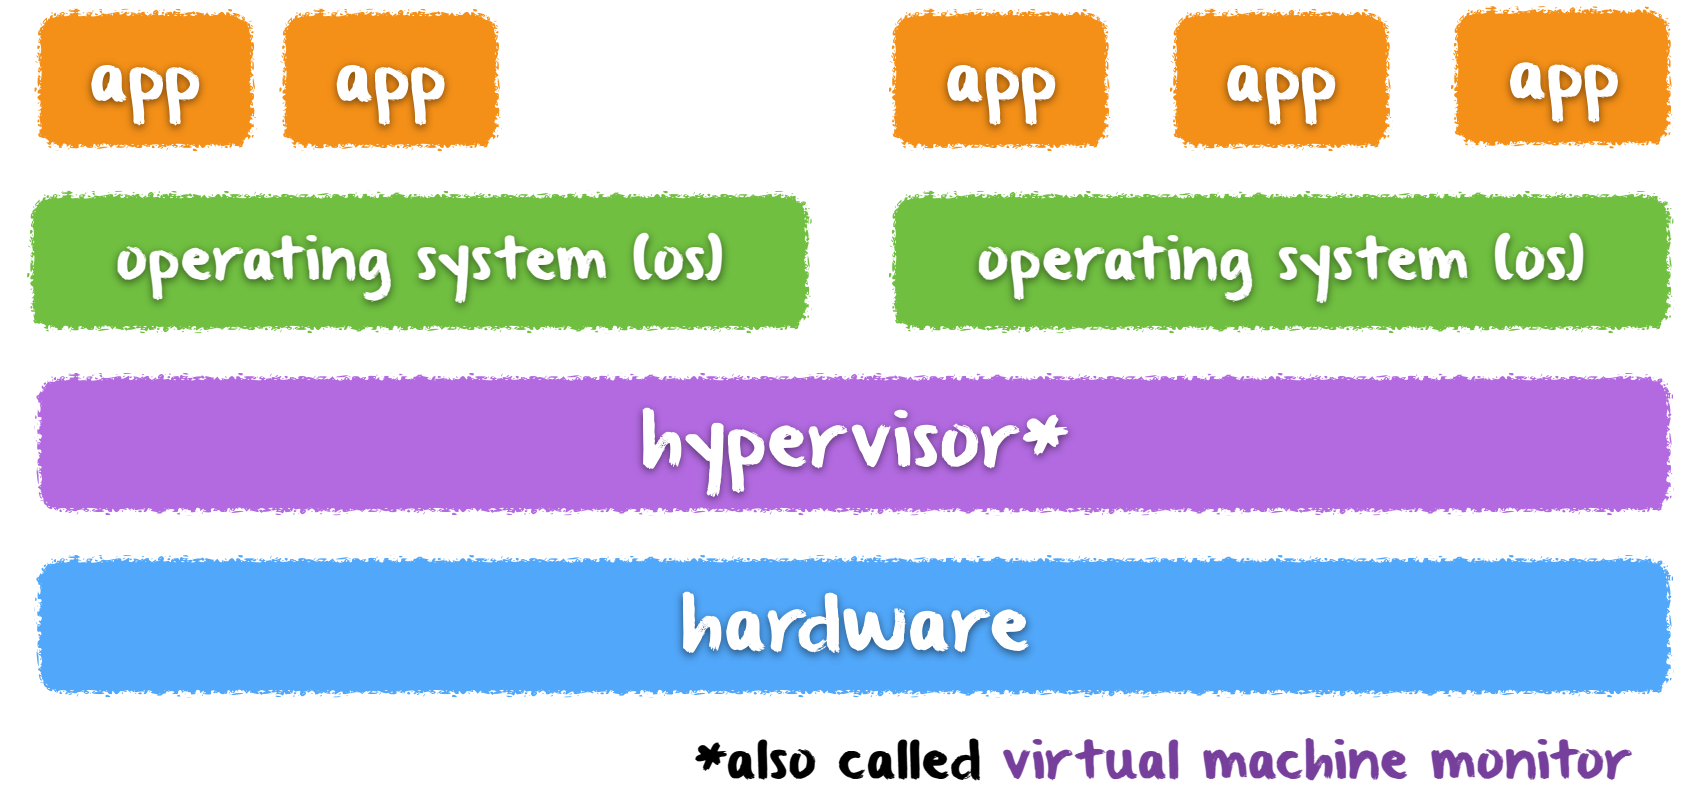 app app app app app
operating system (os) operating system (os)
hypervisor*
hardware
*also called virtual machine monitor